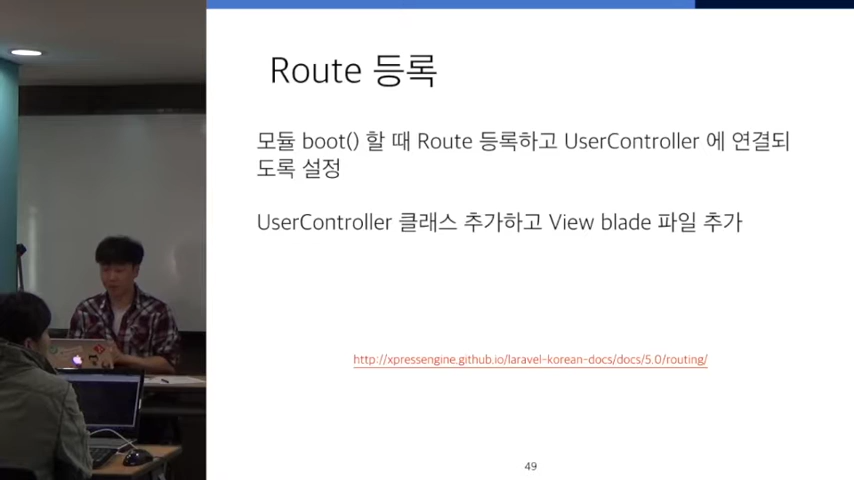 Route 등록
모듈 boot() 할 때 Route 등록하고 UserController 에 연결되
도록 설정
UserController 클래스 추가하고 View blade 파일 추가
http://xpressengine.github.io/laravel-korean-docs/docs/5.0/routing/
49